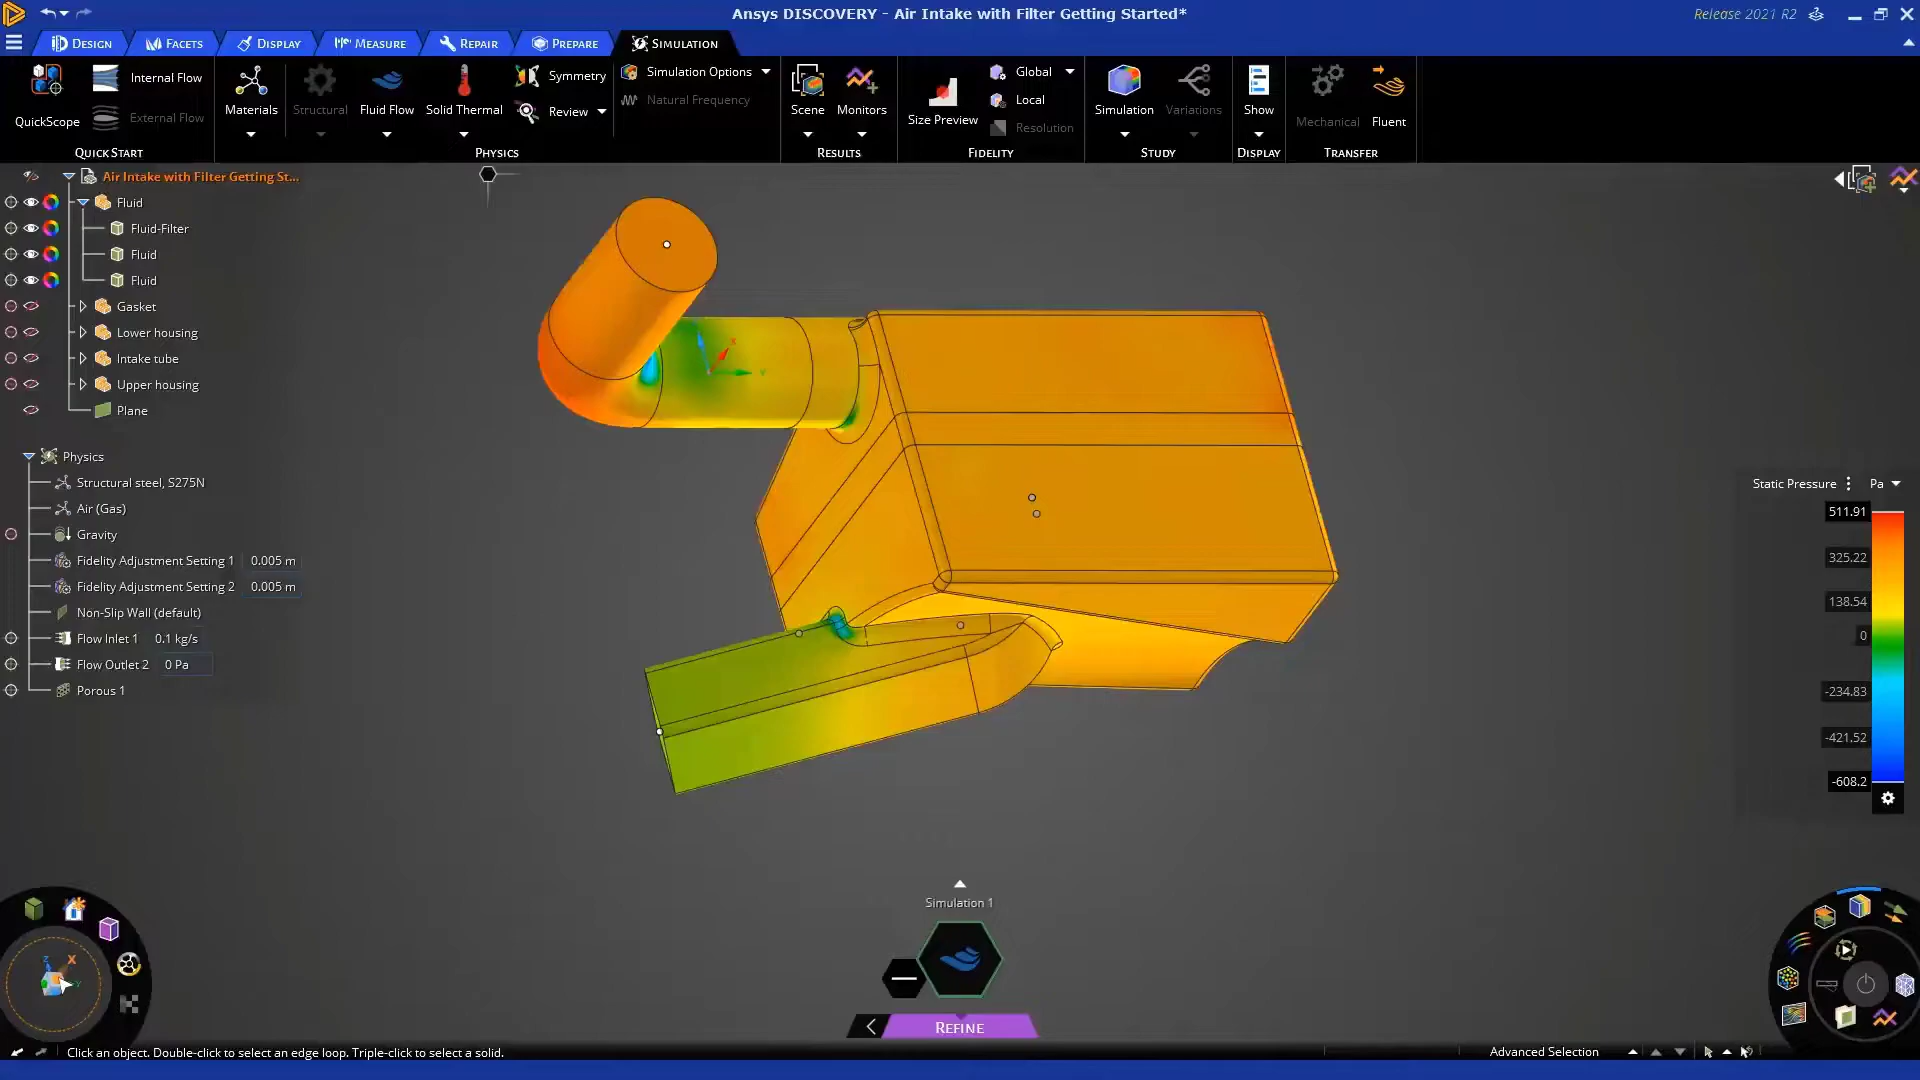 Ansys DISCOVERY - Air Intake with Filter Getting Started*
Release 2021 R2
DESIGN
FACETS
DISPLAY
MEASURE
REPAIR
PREPARE
SIMULATION
QuickScope
Internal Flow
External Flow
QUICK START
Materials
Structural
Fluid Flow
Solid Thermal
Symmetry
Review
Simulation Options
Natural Frequency
PHYSICS
Scene
Monitors
RESULTS
Size Preview
Global
Local
Resolution
FIDELITY
Simulation
Variations
STUDY
Show
DISPLAY
Mechanical
Fluent
TRANSFER
Air Intake with Filter Getting St...
Fluid
Fluid-Filter
Fluid
Fluid
Gasket
Lower housing
Intake tube
Upper housing
Plane
Physics
Structural steel, S275N
Air (Gas)
Gravity
Fidelity Adjustment Setting 1 0.005 m
Fidelity Adjustment Setting 2 0.005 m
Non-Slip Wall (default)
Flow Inlet 1 0.1 kg/s
Flow Outlet 2 0 Pa
Porous 1
X
Y
Static Pressure Pa
511.91
325.22
138.54
0
-234.83
-421.52
-608.2
Simulation 1
REFINE
Z
X
Y
Click an object. Double-click to select an edge loop. Triple-click to select a solid.
Advanced Selection